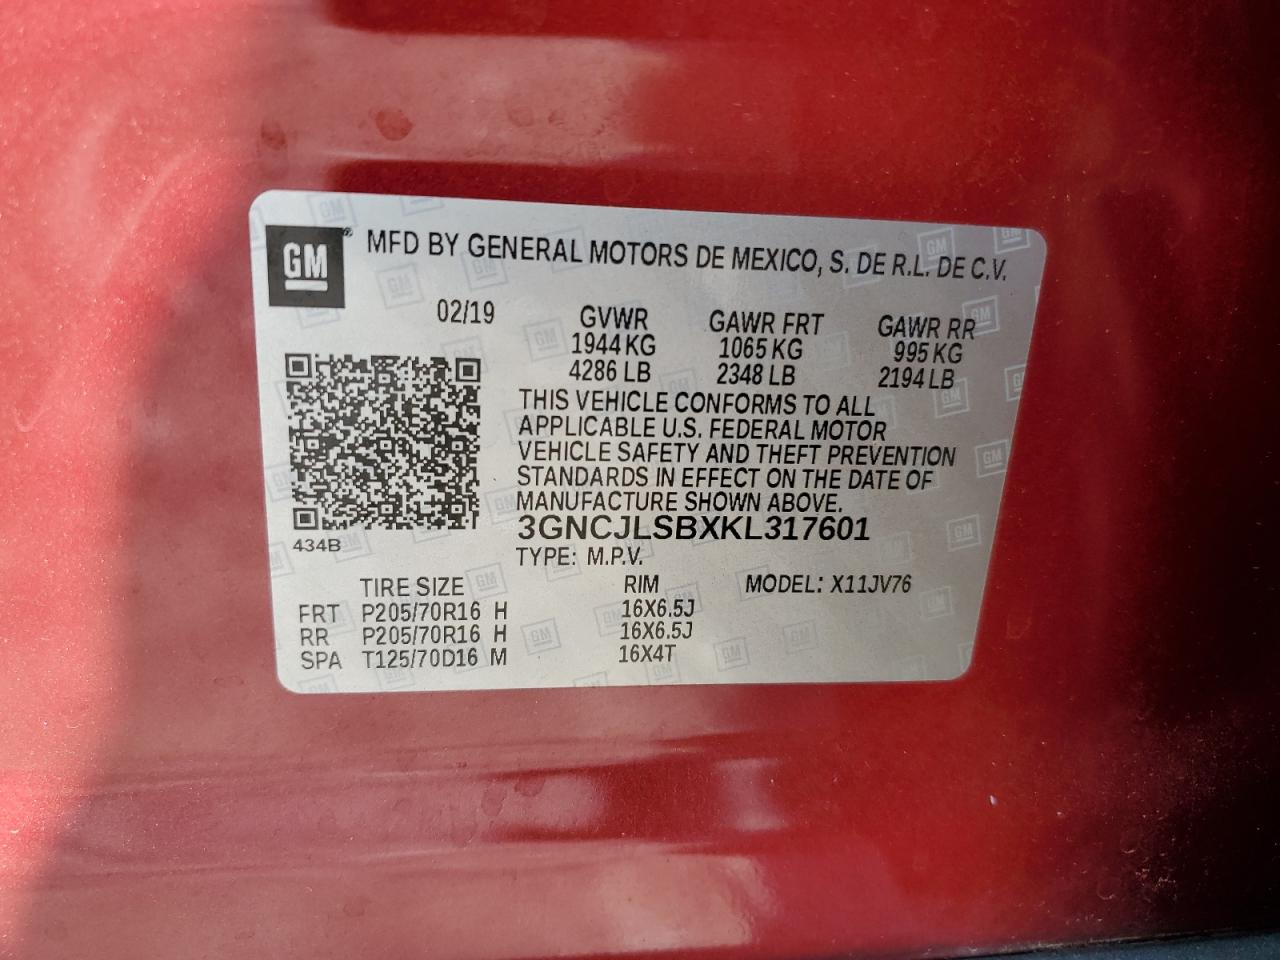 GM
MFD BY GENERAL MOTORS DE MEXICO, S. DE R.L. DE C.V.
02/19 GVWR GAWR FRT GAWR RR
1944 KG 1065 KG 995 KG
4286 LB 2348 LB 2194 LB
THIS VEHICLE CONFORMS TO ALL
APPLICABLE U.S. FEDERAL MOTOR
VEHICLE SAFETY AND THEFT PREVENTION
STANDARDS IN EFFECT ON THE DATE OF
MANUFACTURE SHOWN ABOVE.
3GNCJLSBXKL317601
434B
TYPE: M.P.V.
TIRE SIZE RIM MODEL: X11JV76
FRT P205/70R16 H 16X6.5J
RR P205/70R16 H 16X6.5J
SPA T125/70D16 M 16X4T